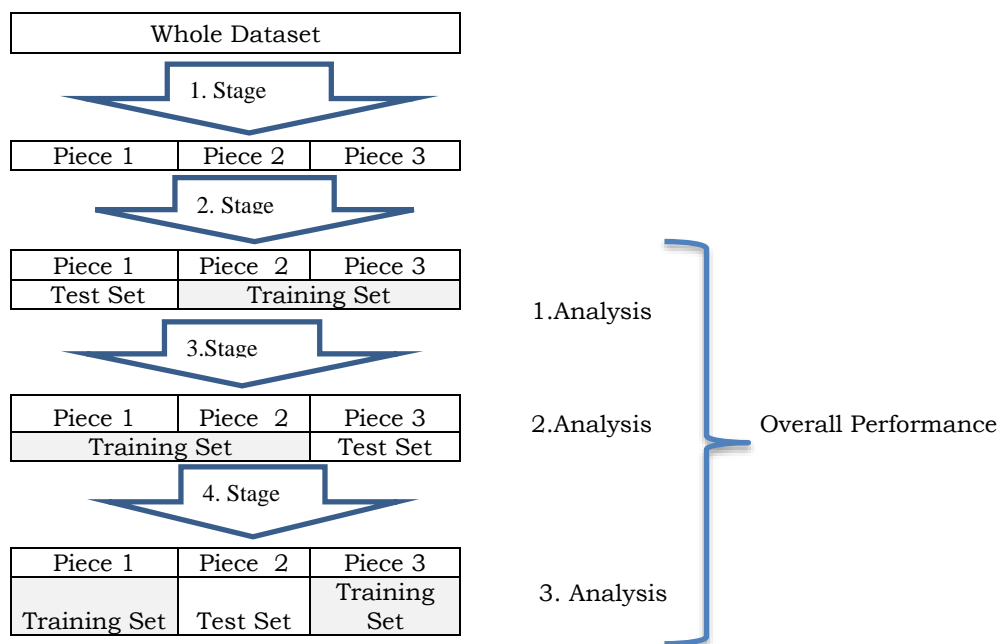 Whole Dataset
1. Stage
Piece 1 Piece 2 Piece 3
2. Stage
Piece 1 Piece 2 Piece 3
Test Set Training Set
1.Analysis
3.Stage
Piece 1 Piece 2 Piece 3
Training Set Test Set
2.Analysis
Overall Performance
4. Stage
Piece 1 Piece 2 Piece 3
Training Set Test Set Training
Set
3. Analysis